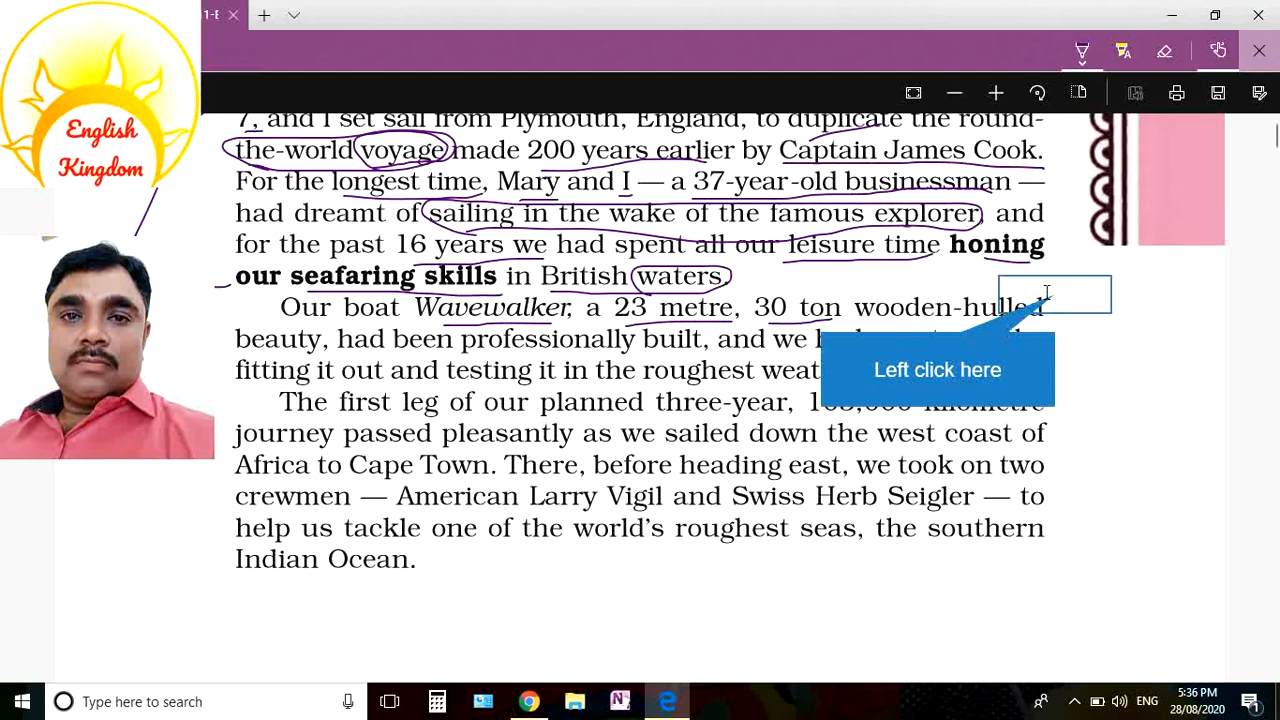 1-E
English
Kingdom
7, and I set sail from Plymouth, England, to duplicate the round-
the-world voyage made 200 years earlier by Captain James Cook.
For the longest time, Mary and I — a 37-year-old businessman —
had dreamt of sailing in the wake of the famous explorer, and
for the past 16 years we had spent all our leisure time honing
our seafaring skills in British waters.
Our boat Wavewalker, a 23 metre, 30 ton wooden-hulled
beauty, had been professionally built, and we
fitting it out and testing it in the roughest
Left click here
The first leg of our planned three-year,
journey passed pleasantly as we sailed down the west coast of
Africa to Cape Town. There, before heading east, we took on two
crewmen — American Larry Vigil and Swiss Herb Seigler — to
help us tackle one of the world's roughest seas, the southern
Indian Ocean.
Type here to search
ENG
5:36 PM
28/08/2020